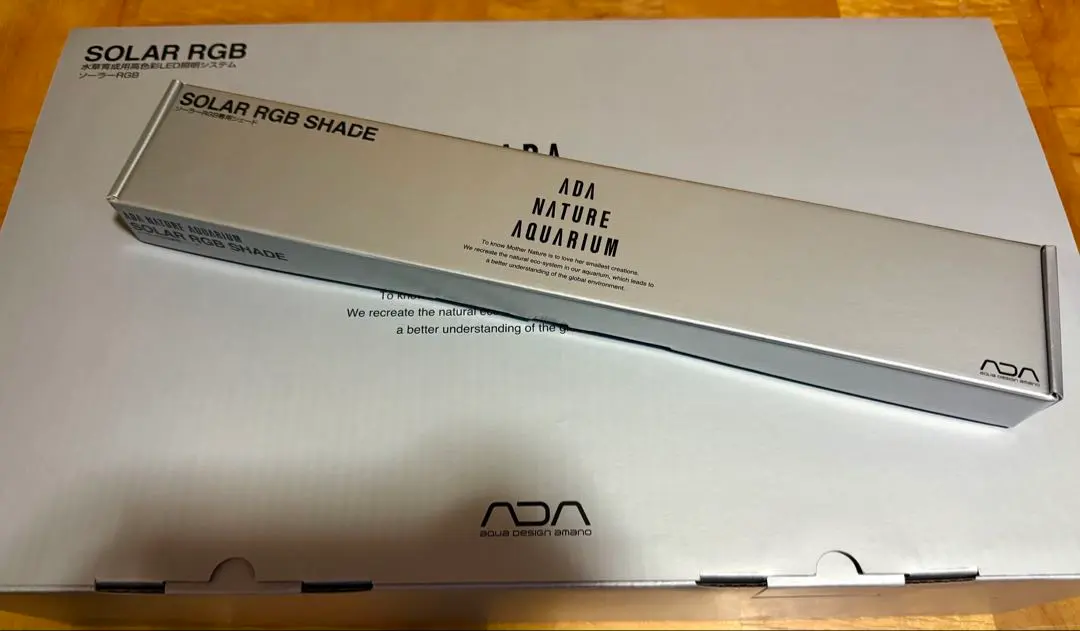 SOLAR RGB
水草育成用高色彩LED照明システム
ソーラーRGB
SOLAR RGB SHADE
ソーラーRGB専用シェード
ADA
NATURE
AQUARIUM
To know Mother Nature is to love her smallest creations.
We recreate the natural eco-system in our aquarium, which leads to
a better understanding of the global environment.
ADA NATURE AQUARIUM
SOLAR RGB SHADE
ADA
aqua design amano
ADA
To
We recreate the natural
a better understanding of the
ADA
aqua design amano